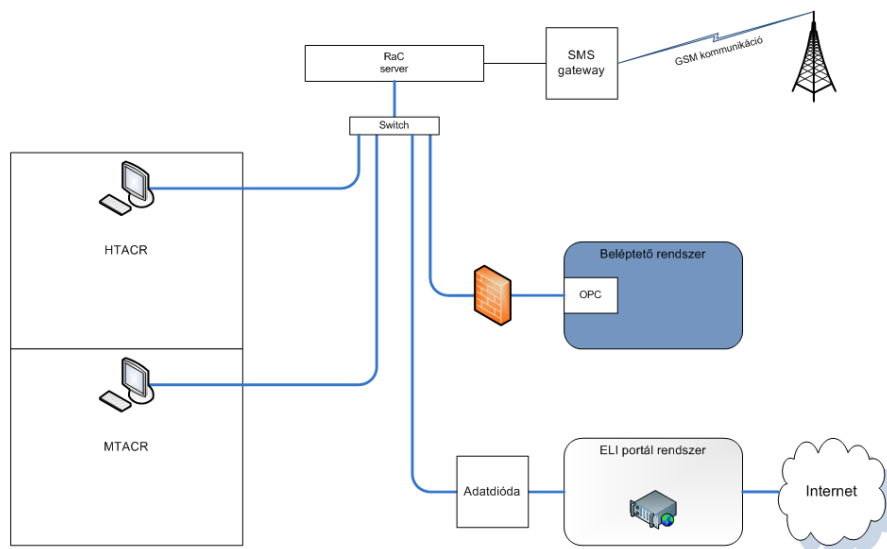 RaC
server
SMS
gateway
GSM kommunikáció
Switch
HTACR
Beléptető rendszer
OPC
MTACR
ELI portál rendszer
Adatdióda
Internet